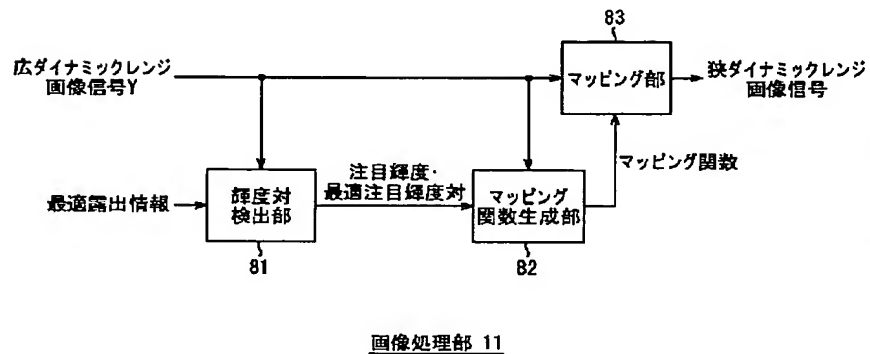 83
広ダイナミックレンジ
画像信号Y
マッピング部
狭ダイナミックレンジ
画像信号
マッピング関数
注目輝度・
最適注目輝度対
最適露出情報
輝度対
検出部
マッピング
関数生成部
81
82
画像処理部 11